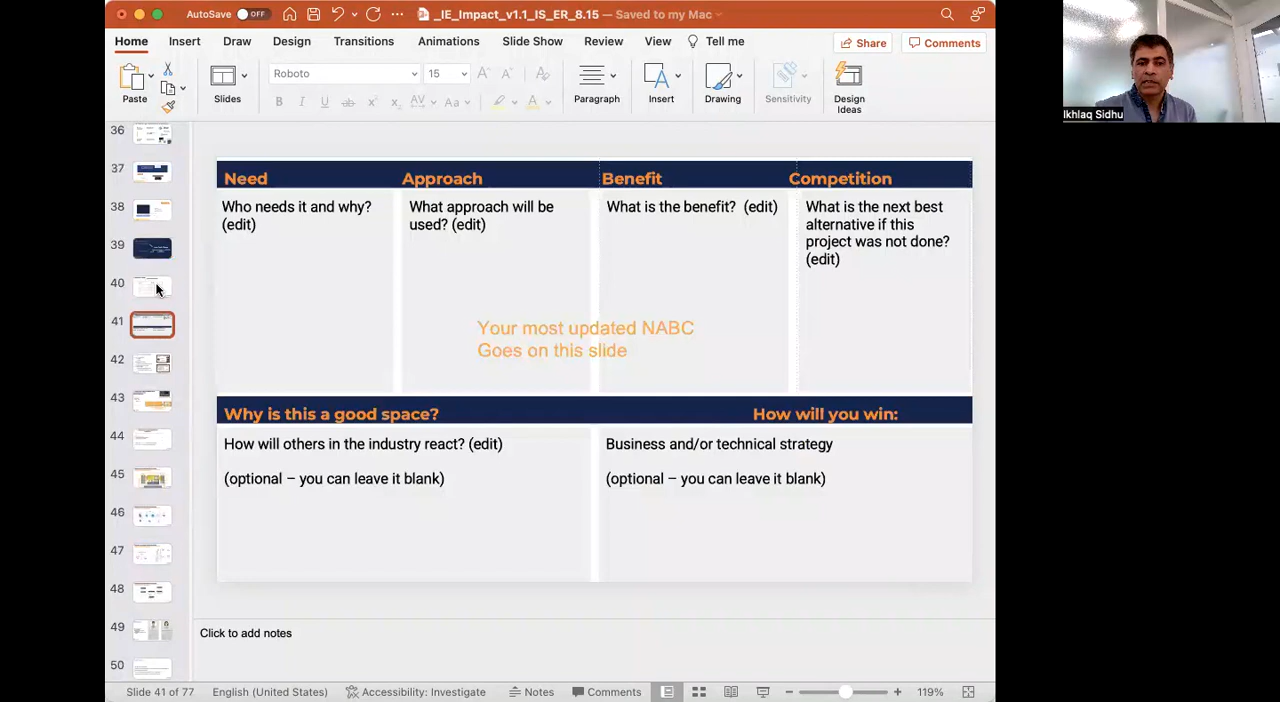 AutoSave OFF
_IE_Impact_v1.1_IS_ER_8.15 – Saved to my Mac
Home Insert Draw Design Transitions Animations Slide Show Review View Tell me Share Comments
Paste Slides
Roboto 15
B I U ab x² x₂ AV Aa A
Paragraph Insert Drawing Sensitivity Design
Ideas
Ikhlaq Sidhu
36
37
38
39
40
41
42
43
44
45
46
47
48
49
50
Need Approach Benefit Competition
Who needs it and why?
(edit)
What approach will be
used? (edit)
What is the benefit? (edit)
What is the next best
alternative if this
project was not done?
(edit)
Your most updated NABC
Goes on this slide
Why is this a good space? How will you win:
How will others in the industry react? (edit)
(optional – you can leave it blank)
Business and/or technical strategy
(optional – you can leave it blank)
Click to add notes
Slide 41 of 77 English (United States) Accessibility: Investigate Notes Comments 119%